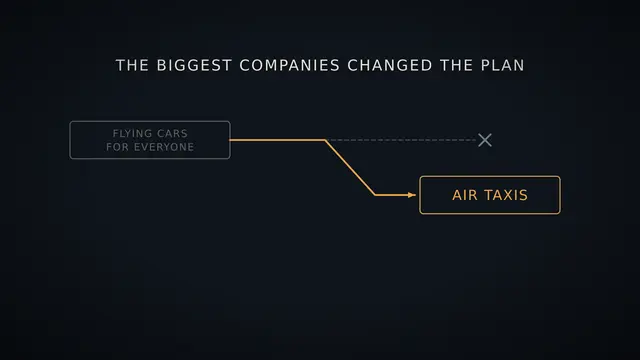 THE BIGGEST COMPANIES CHANGED THE PLAN
FLYING CARS
FOR EVERYONE
AIR TAXIS